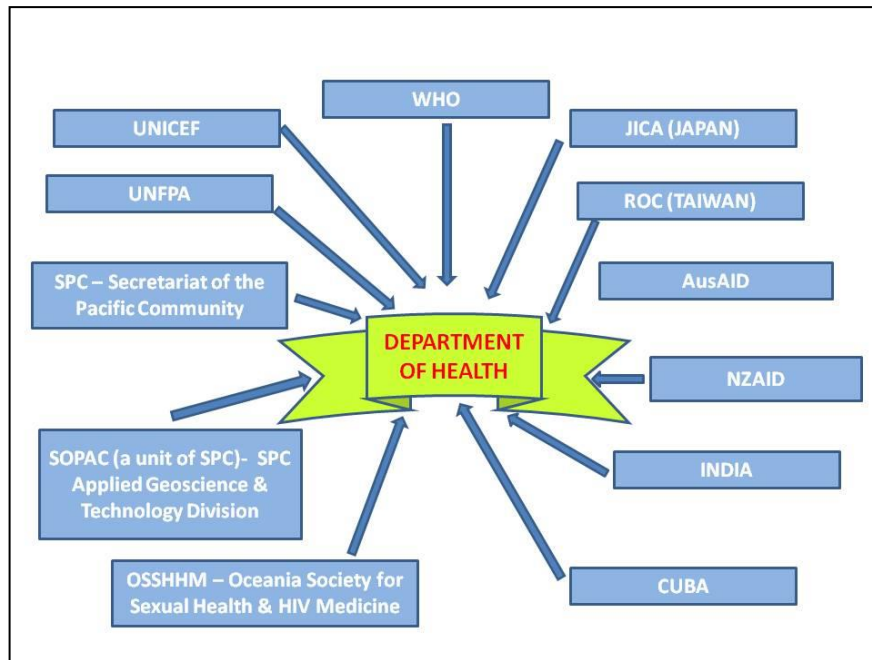 WHO
UNICEF
JICA (JAPAN)
UNFPA
ROC (TAIWAN)
SPC – Secretariat of the
Pacific Community
AusAID
DEPARTMENT
OF HEALTH
NZAID
SOPAC (a unit of SPC)- SPC
Applied Geoscience &
Technology Division
INDIA
OSSHHM – Oceania Society for
Sexual Health & HIV Medicine
CUBA